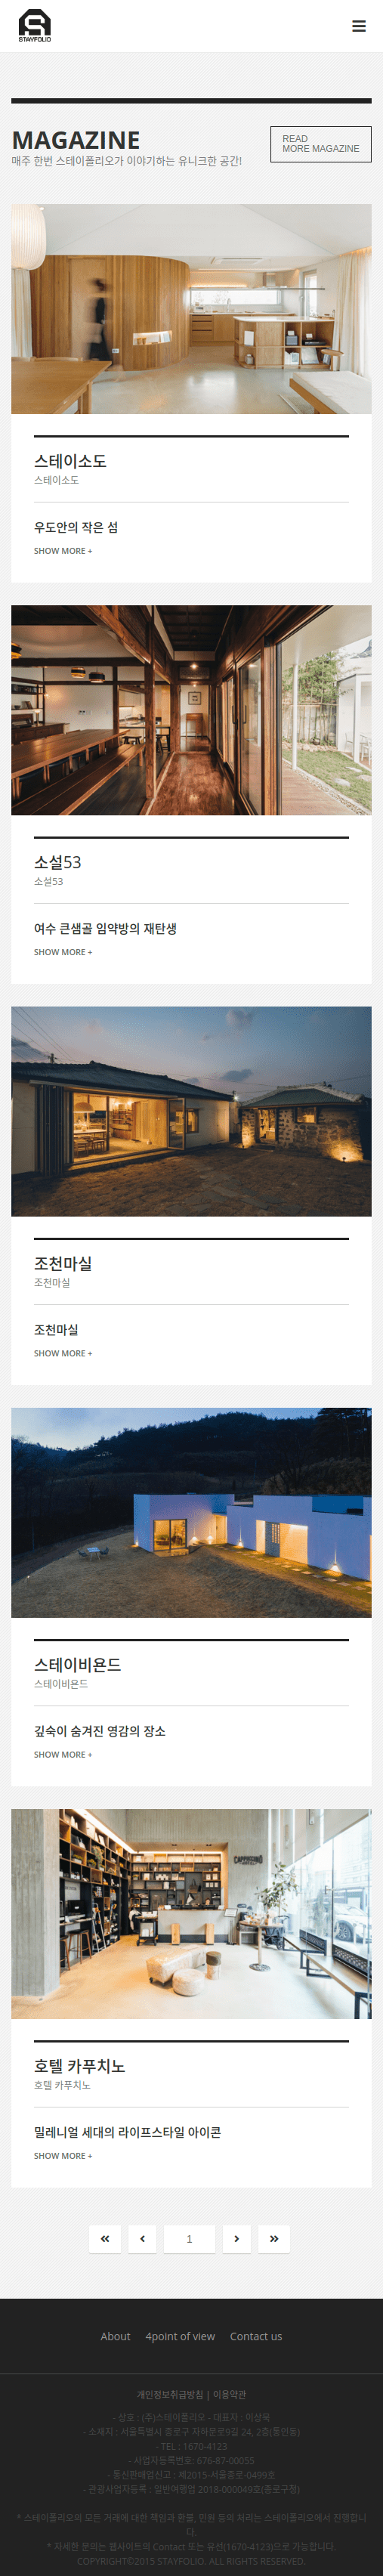 STAYFOLIO
MAGAZINE
매주 한번 스테이폴리오가 이야기하는 유니크한 공간!
READ
MORE MAGAZINE
스테이소도
스테이소도
우도안의 작은 섬
SHOW MORE +
소설53
소설53
여수 큰샘골 임약방의 재탄생
SHOW MORE +
조천마실
조천마실
조천마실
SHOW MORE +
스테이비욘드
스테이비욘드
깊숙이 숨겨진 영감의 장소
SHOW MORE +
CAPPUCCINO
호텔 카푸치노
호텔 카푸치노
밀레니얼 세대의 라이프스타일 아이콘
SHOW MORE +
1
About 4point of view Contact us
개인정보취급방침 | 이용약관
- 상호 : (주)스테이폴리오 - 대표자 : 이상묵
- 소재지 : 서울특별시 종로구 자하문로9길 24, 2층(통인동)
- TEL : 1670-4123
- 사업자등록번호: 676-87-00055
- 통신판매업신고 : 제2015-서울종로-0499호
- 관광사업자등록 : 일반여행업 2018-000049호(종로구청)
* 스테이폴리오의 모든 거래에 대한 책임과 환불, 민원 등의 처리는 스테이폴리오에서 진행합니
다.
* 자세한 문의는 웹사이트의 Contact 또는 유선(1670-4123)으로 가능합니다.
COPYRIGHT©2015 STAYFOLIO. ALL RIGHTS RESERVED.